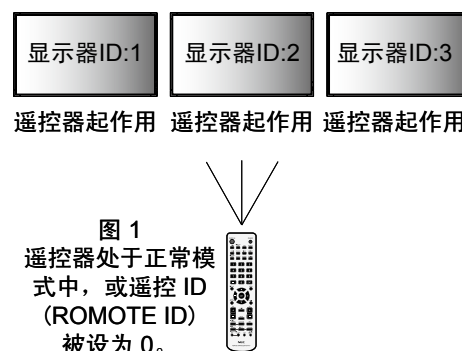 显示器ID:1 显示器ID:2 显示器ID:3
遥控器起作用 遥控器起作用 遥控器起作用
图 1
遥控器处于正常模
式中，或遥控 ID
(ROMOTE ID)
被设为 0。